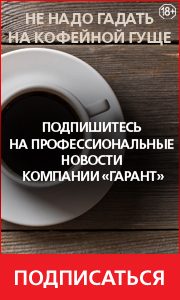 НЕ НАДО ГАДАТЬ
18+
НА КОФЕЙНОЙ ГУЩЕ
ПОДПИШИТЕСЬ
НА ПРОФЕССИОНАЛЬНЫЕ
НОВОСТИ
КОМПАНИИ «ГАРАНТ»
ПОДПИСАТЬСЯ